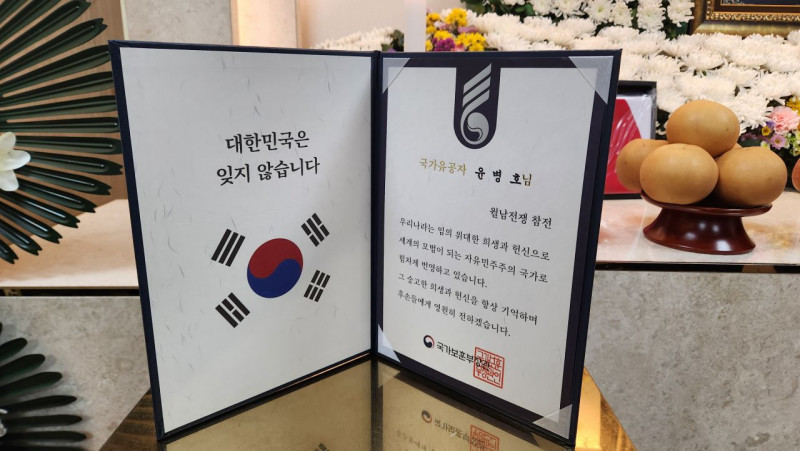 대한민국은
잊지 않습니다
국가유공자 윤병호님
월남전쟁 참전
우리나라는 임의 위대한 희생과 헌신으로
세계의 모범이 되는 자유민주주의 국가로
힘차게 번영하고 있습니다.
그 숭고한 희생과 헌신을 항상 기억하며
후손들에게 영원히 전하겠습니다.
국가보훈부장관